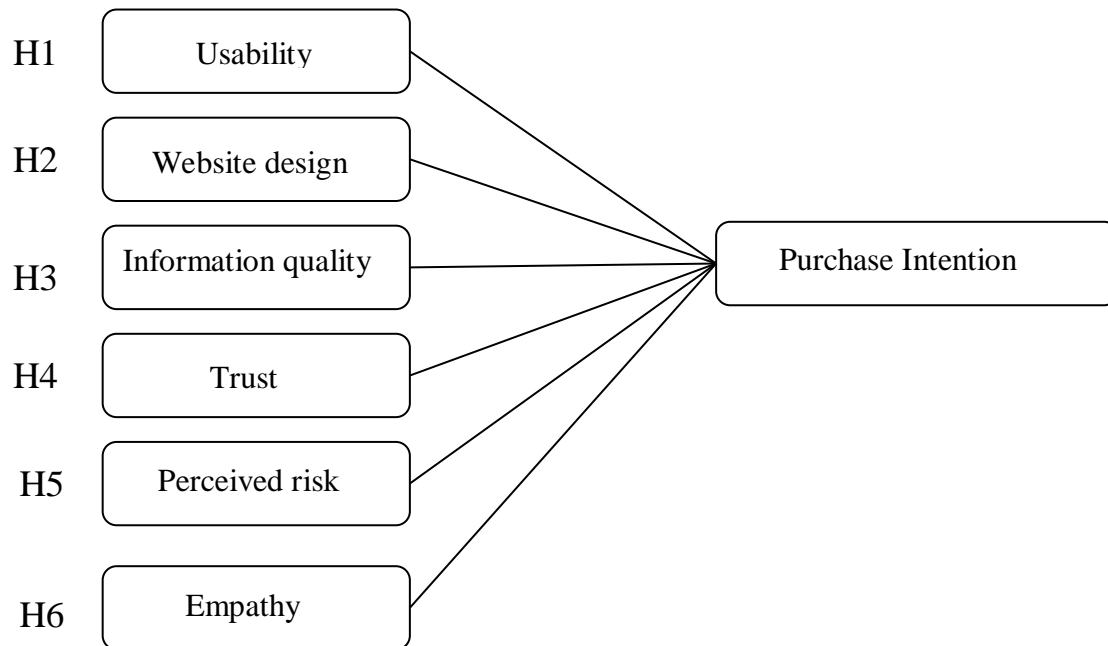 H1 Usability
H2 Website design
H3 Information quality
Purchase Intention
H4 Trust
H5 Perceived risk
H6 Empathy